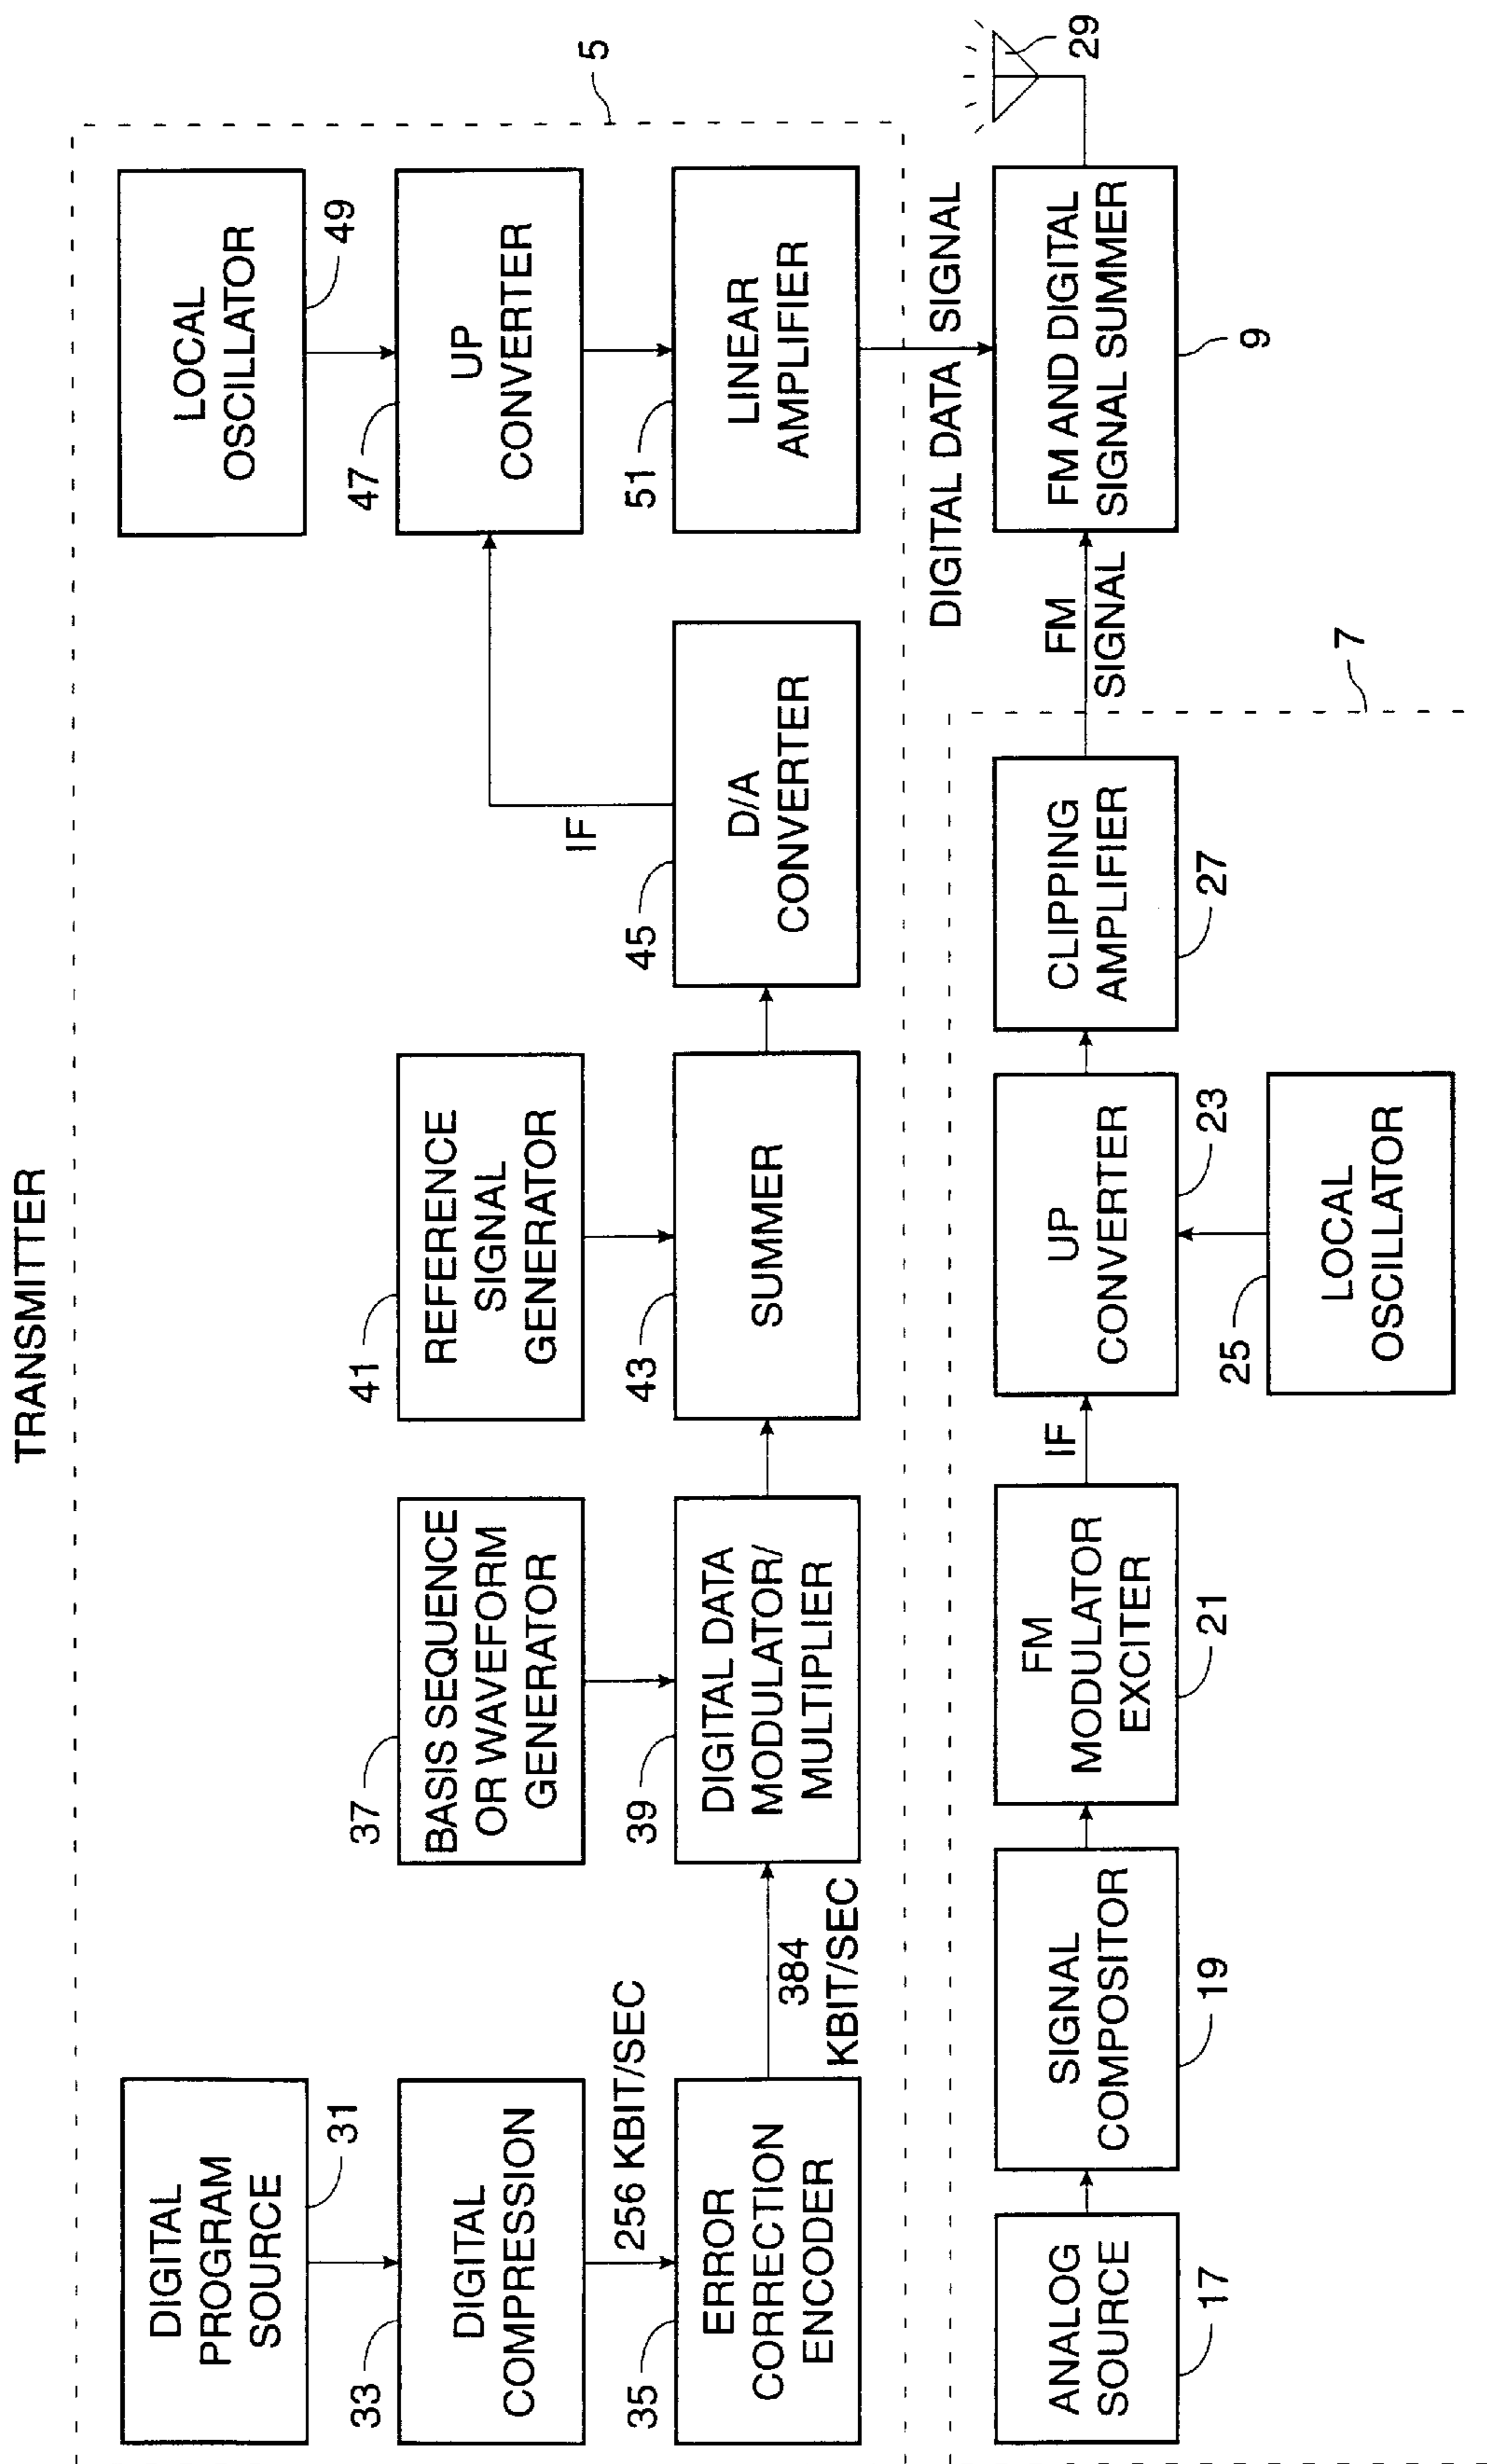 TRANSMITTER
DIGITAL
PROGRAM
SOURCE
31
33
DIGITAL
COMPRESSION
256 KBIT/SEC
35
ERROR
CORRECTION
ENCODER
384
KBIT/SEC
37
BASIS SEQUENCE
OR WAVEFORM
GENERATOR
39
DIGITAL DATA
MODULATOR/
MULTIPLIER
41
REFERENCE
SIGNAL
GENERATOR
43
SUMMER
45
D/A
CONVERTER
IF
LOCAL
OSCILLATOR
49
47
UP
CONVERTER
51
LINEAR
AMPLIFIER
5
DIGITAL DATA SIGNAL
ANALOG
SOURCE
17
SIGNAL
COMPOSITOR
19
FM
MODULATOR
EXCITER
21
IF
UP
CONVERTER
23
25
LOCAL
OSCILLATOR
CLIPPING
AMPLIFIER
27
7
FM
SIGNAL
FM AND DIGITAL
SIGNAL SUMMER
9
29